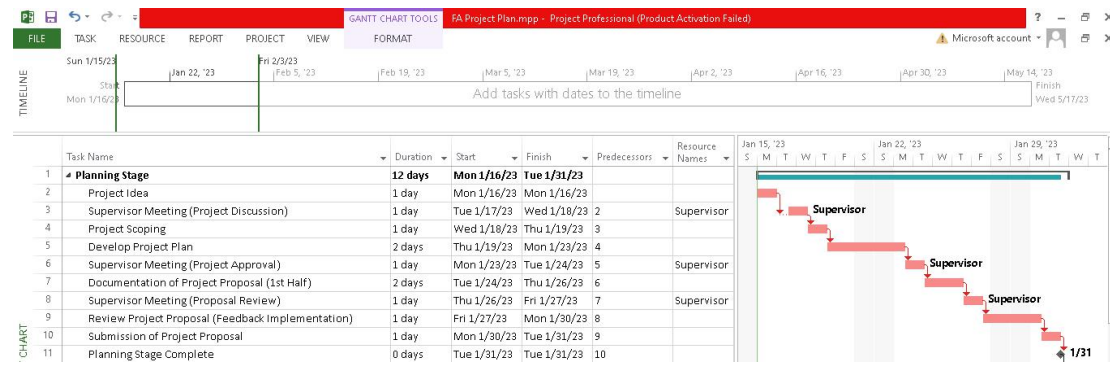 GANTT CHART TOOLS FA Project Plan.mpp - Project Professional (Product Activation Failed) ?
FILE TASK RESOURCE REPORT PROJECT VIEW FORMAT Microsoft account
TIMELINE
Sun 1/15/23 Fri 2/3/23
Jan 22, '23 Feb 5, '23 Feb 19, '23 Mar 5, '23 Mar 19, '23 Apr 2, '23 Apr 16, '23 Apr 30, '23 May 14, '23
Start Finish
Mon 1/16/23 Add tasks with dates to the timeline Wed 5/17/23
Task Name Duration Start Finish Predecessors Resource Names Jan 15, '23 Jan 22, '23 Jan 29, '23
S M T W T F S S M T W T F S S M T W T
1 Planning Stage 12 days Mon 1/16/23 Tue 1/31/23
2 Project Idea 1 day Mon 1/16/23 Mon 1/16/23
3 Supervisor Meeting (Project Discussion) 1 day Tue 1/17/23 Wed 1/18/23 2 Supervisor Supervisor
4 Project Scoping 1 day Wed 1/18/23 Thu 1/19/23 3
5 Develop Project Plan 2 days Thu 1/19/23 Mon 1/23/23 4
6 Supervisor Meeting (Project Approval) 1 day Mon 1/23/23 Tue 1/24/23 5 Supervisor Supervisor
7 Documentation of Project Proposal (1st Half) 2 days Tue 1/24/23 Thu 1/26/23 6
8 Supervisor Meeting (Proposal Review) 1 day Thu 1/26/23 Fri 1/27/23 7 Supervisor Supervisor
9 Review Project Proposal (Feedback Implementation) 1 day Fri 1/27/23 Mon 1/30/23 8
10 Submission of Project Proposal 1 day Mon 1/30/23 Tue 1/31/23 9
11 Planning Stage Complete 0 days Tue 1/31/23 Tue 1/31/23 10 1/31
CHART